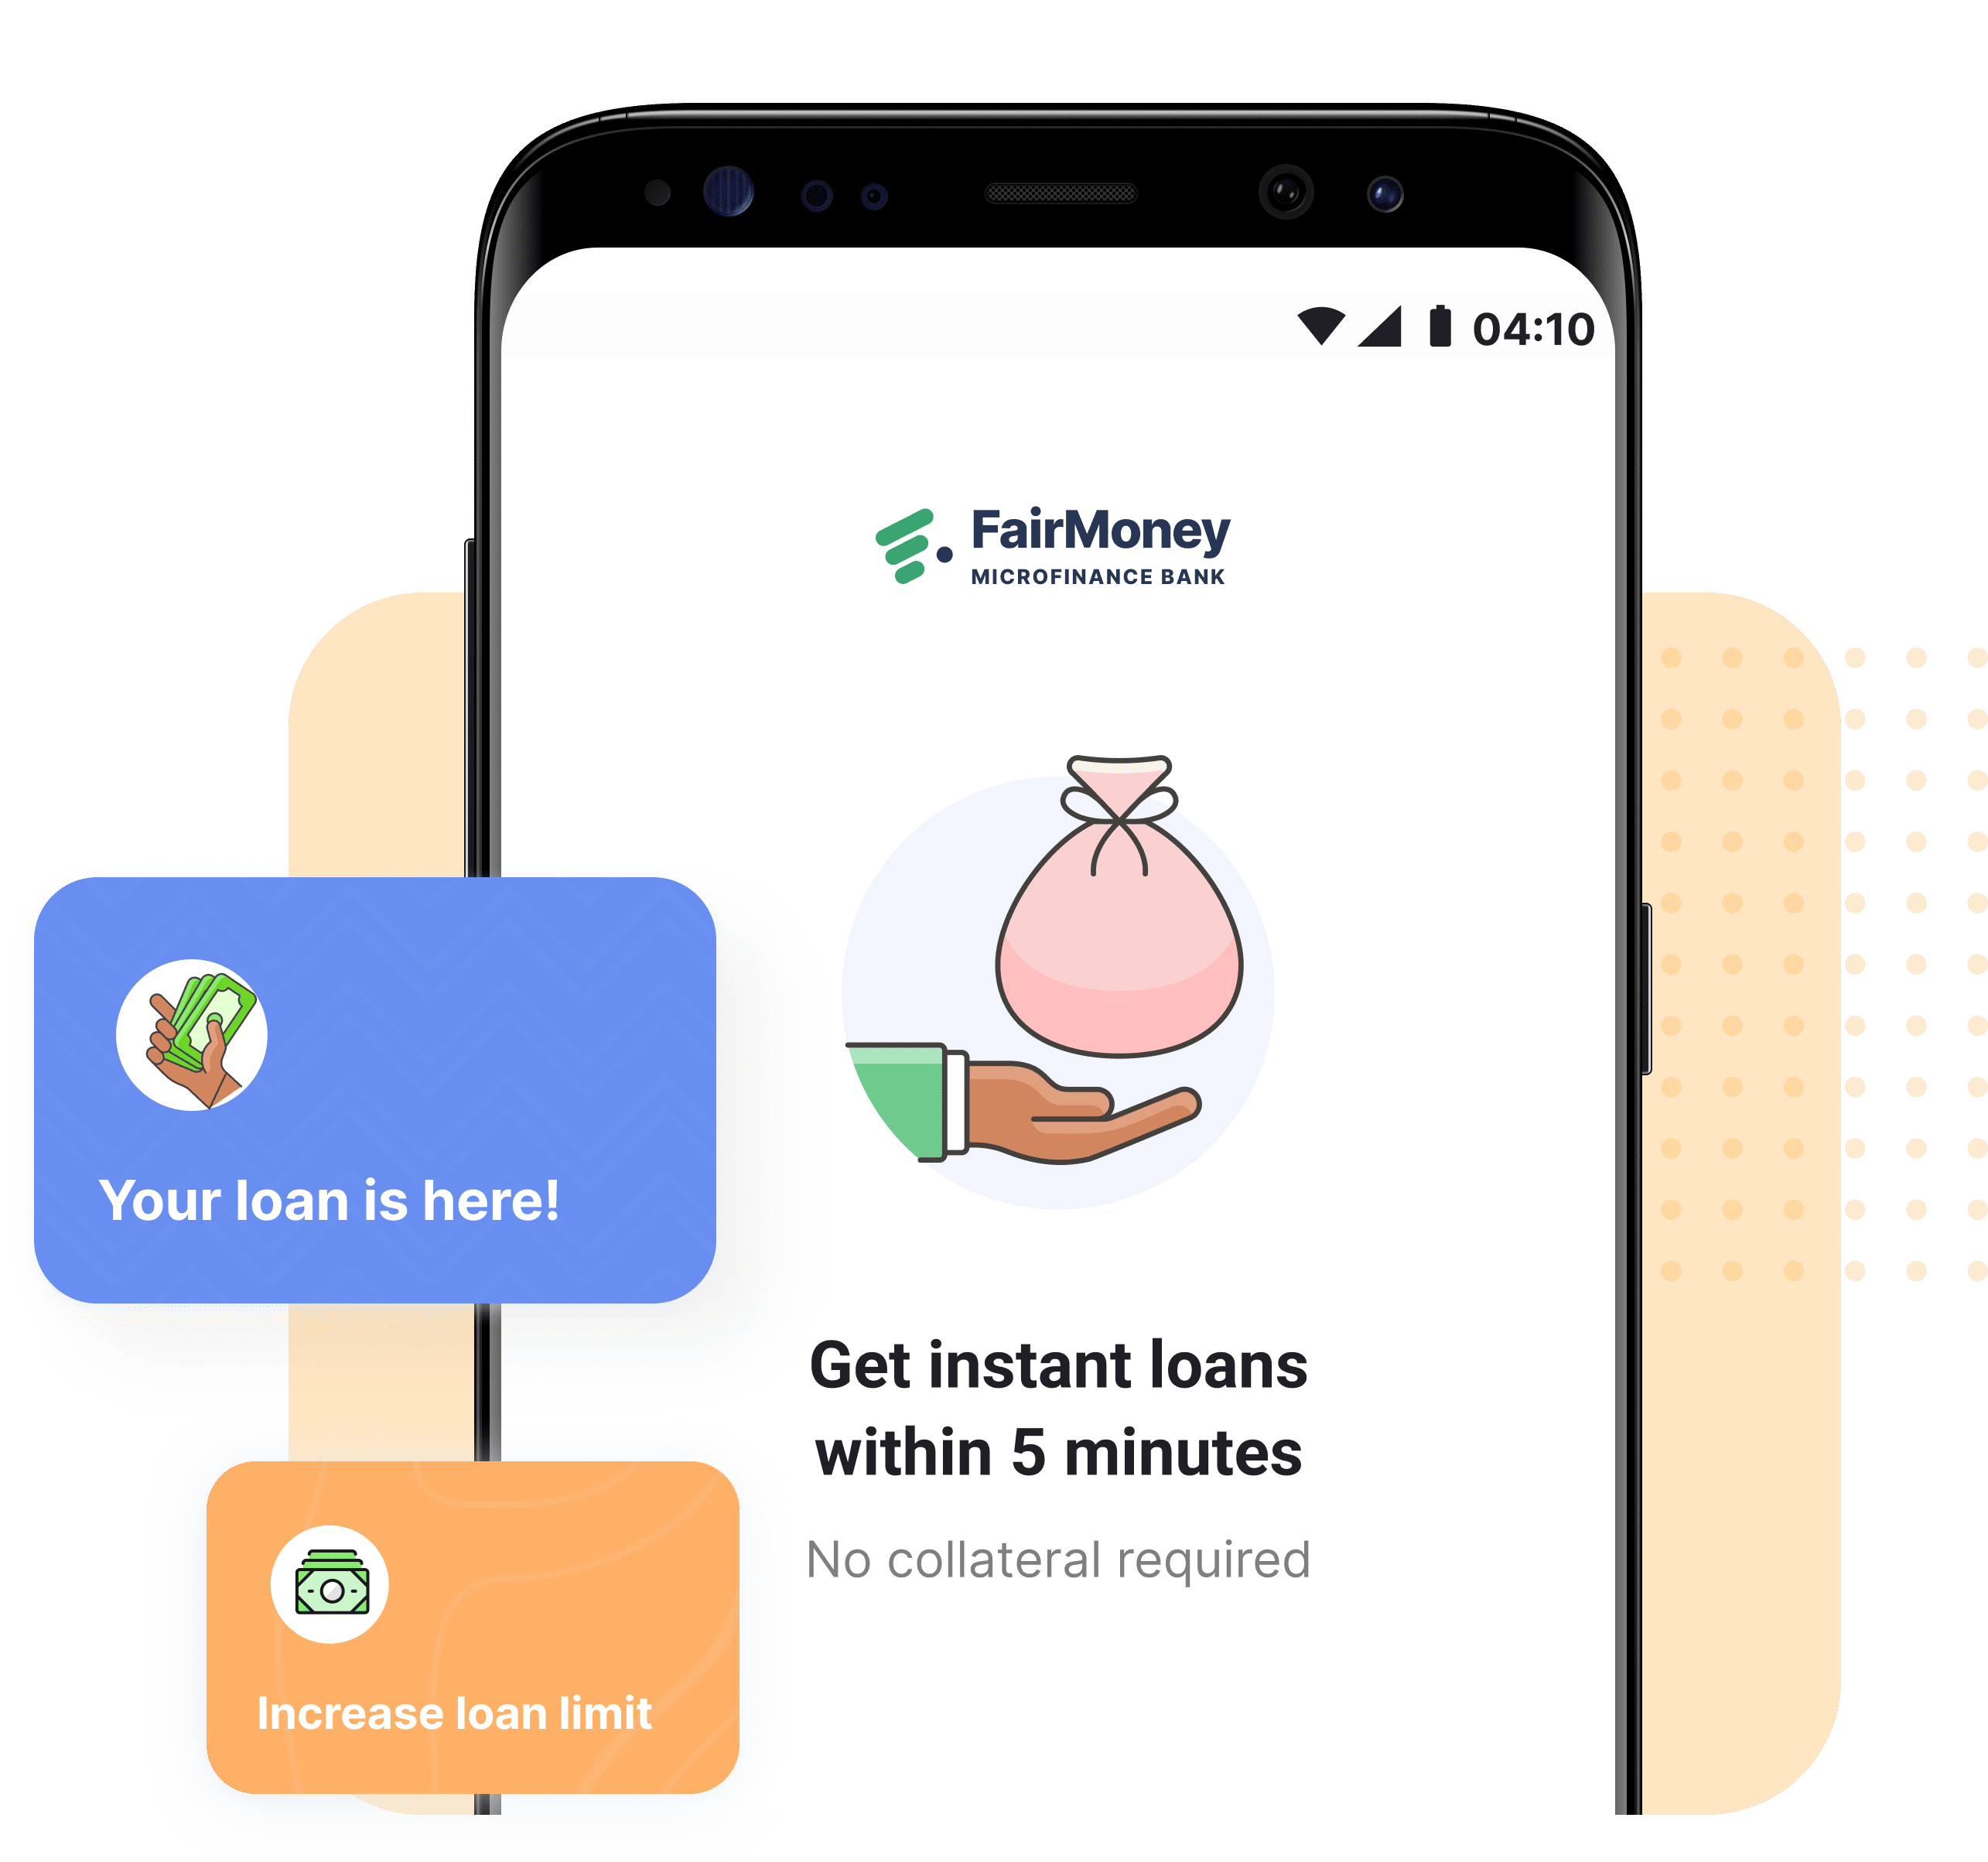 04:10
FairMoney
MICROFINANCE BANK
Your loan is here!
Get instant loans
within 5 minutes
No collateral required
Increase loan limit